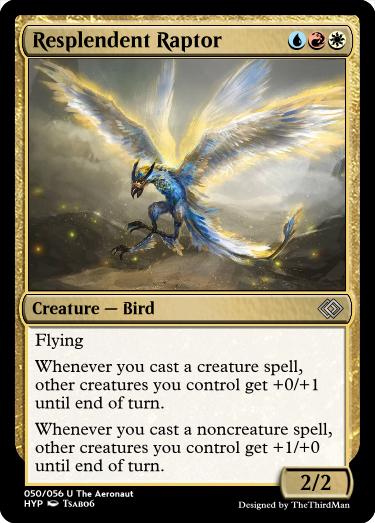 Resplendent Raptor
Creature — Bird
Flying
Whenever you cast a creature spell,
other creatures you control get +0/+1
until end of turn.
Whenever you cast a noncreature spell,
other creatures you control get +1/+0
until end of turn.
2/2
050/056 U The Aeronaut
HYP Tsabo6
Designed by TheThirdMan